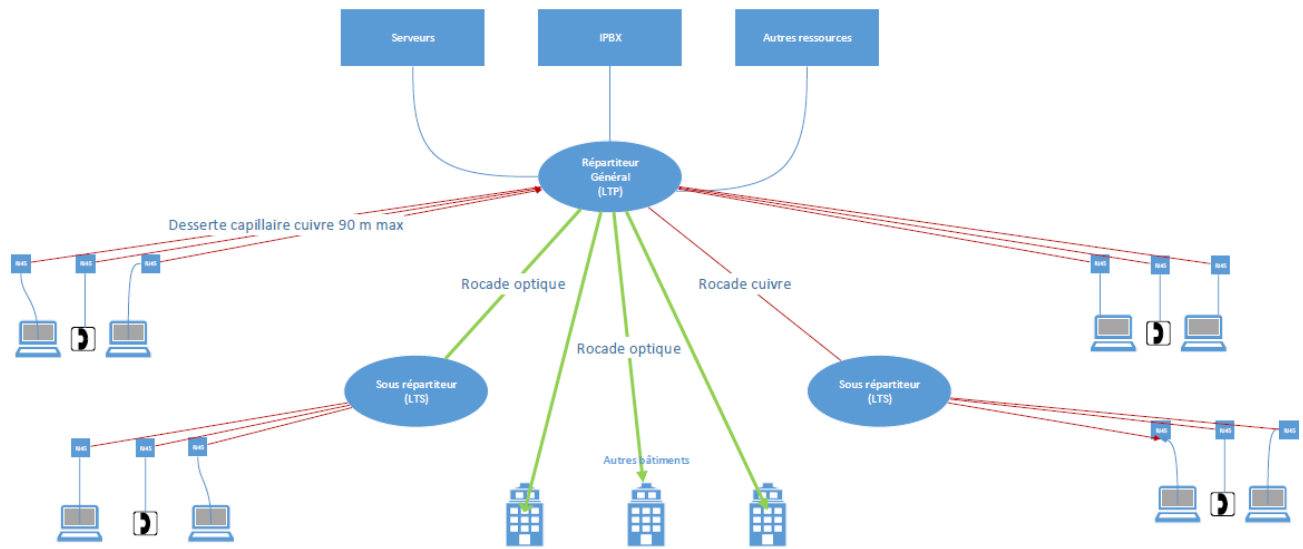 Serveurs
IPBX
Autres ressources
Répartiteur
Général
(LTP)
Desserte capillaire cuivre 90 m max
RJ45
RJ45
RJ45
RJ45
RJ45
RJ45
Rocade optique
Rocade cuivre
Rocade optique
Sous répartiteur
(LTS)
Sous répartiteur
(LTS)
RJ45
RJ45
RJ45
RJ45
RJ45
RJ45
Autres bâtiments